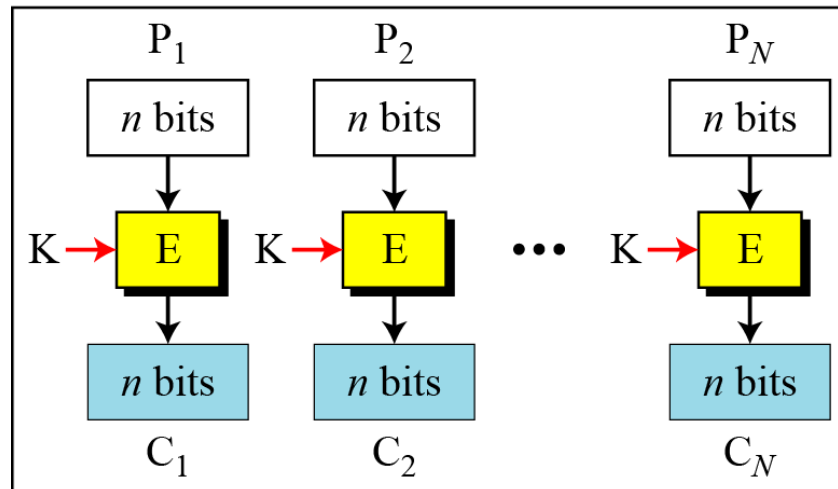 P1 P2 PN
n bits n bits n bits
K E K E ••• K E
n bits n bits n bits
C1 C2 CN